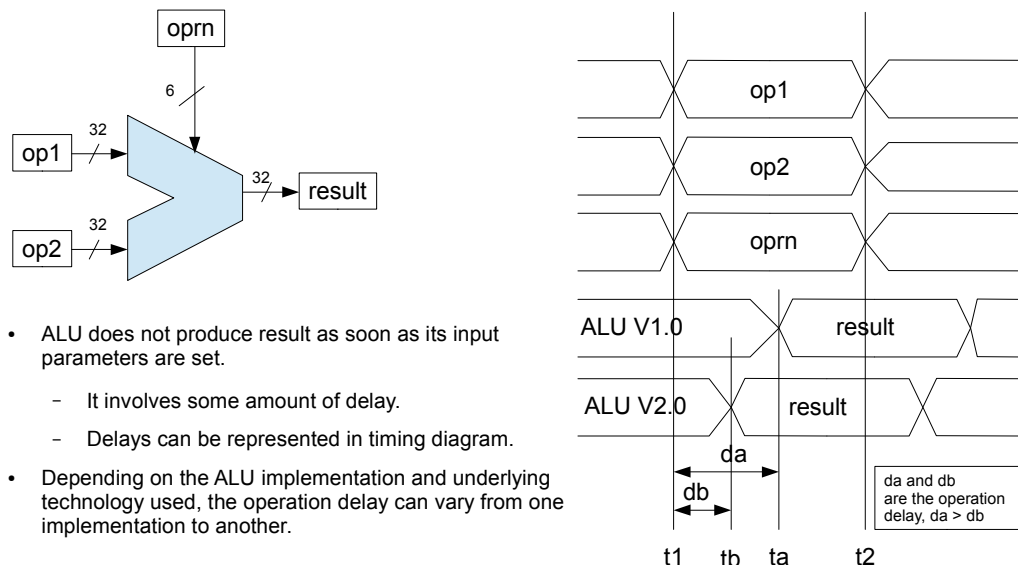 oprn
6
32
op1
32
result
32
op2
• ALU does not produce result as soon as its input
parameters are set.
– It involves some amount of delay.
– Delays can be represented in timing diagram.
• Depending on the ALU implementation and underlying
technology used, the operation delay can vary from one
implementation to another.
op1
op2
oprn
ALU V1.0 result
ALU V2.0 result
da
db
da and db
are the operation
delay, da > db
t1 tb ta t2